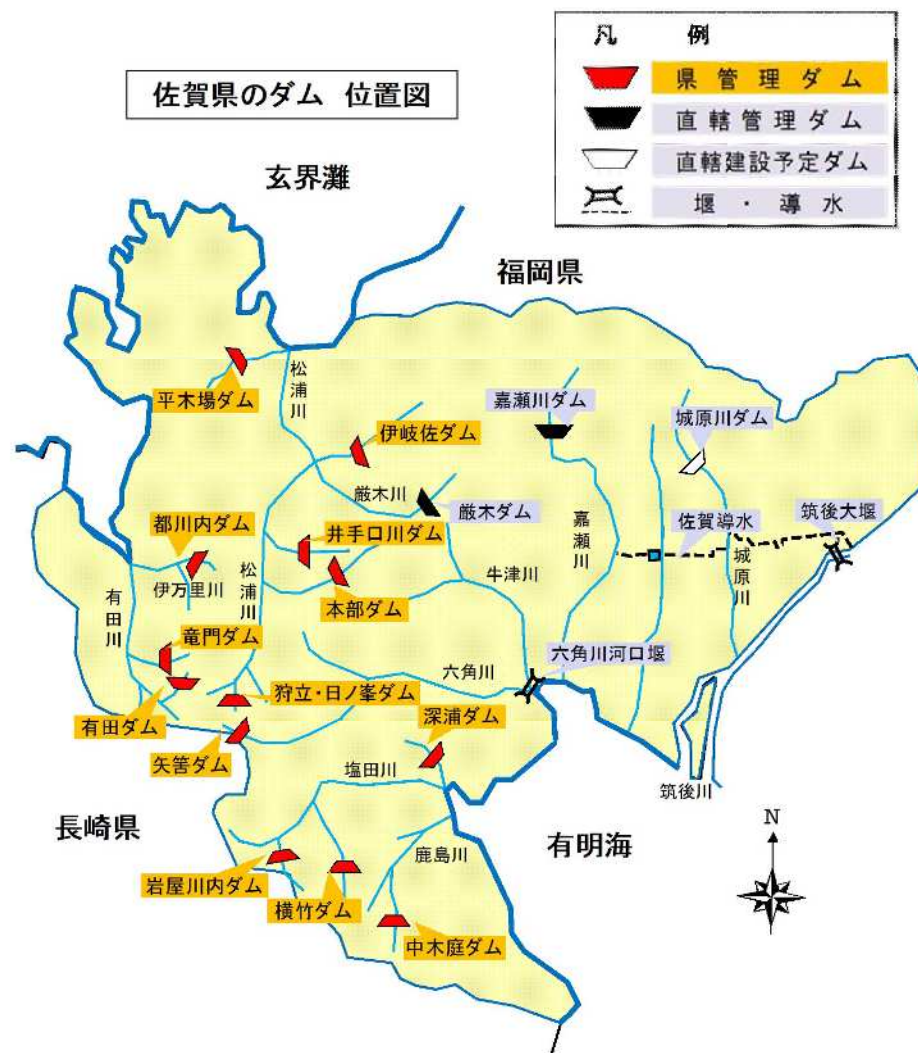 凡 例
県管理ダム
直轄管理ダム
直轄建設予定ダム
堰・導水
佐賀県のダム 位置図
玄界灘
福岡県
松浦川
平木場ダム
嘉瀬川ダム
城原川ダム
伊岐佐ダム
厳木川
厳木ダム
嘉瀬川
佐賀導水
筑後大堰
都川内ダム
井手口川ダム
城原川
伊万里川
松浦川
牛津川
有田川
本部ダム
竜門ダム
六角川
六角川河口堰
狩立・日ノ峯ダム
有田ダム
深浦ダム
矢筈ダム
塩田川
筑後川
長崎県
有明海
N
鹿島川
岩屋川内ダム
横竹ダム
中木庭ダム